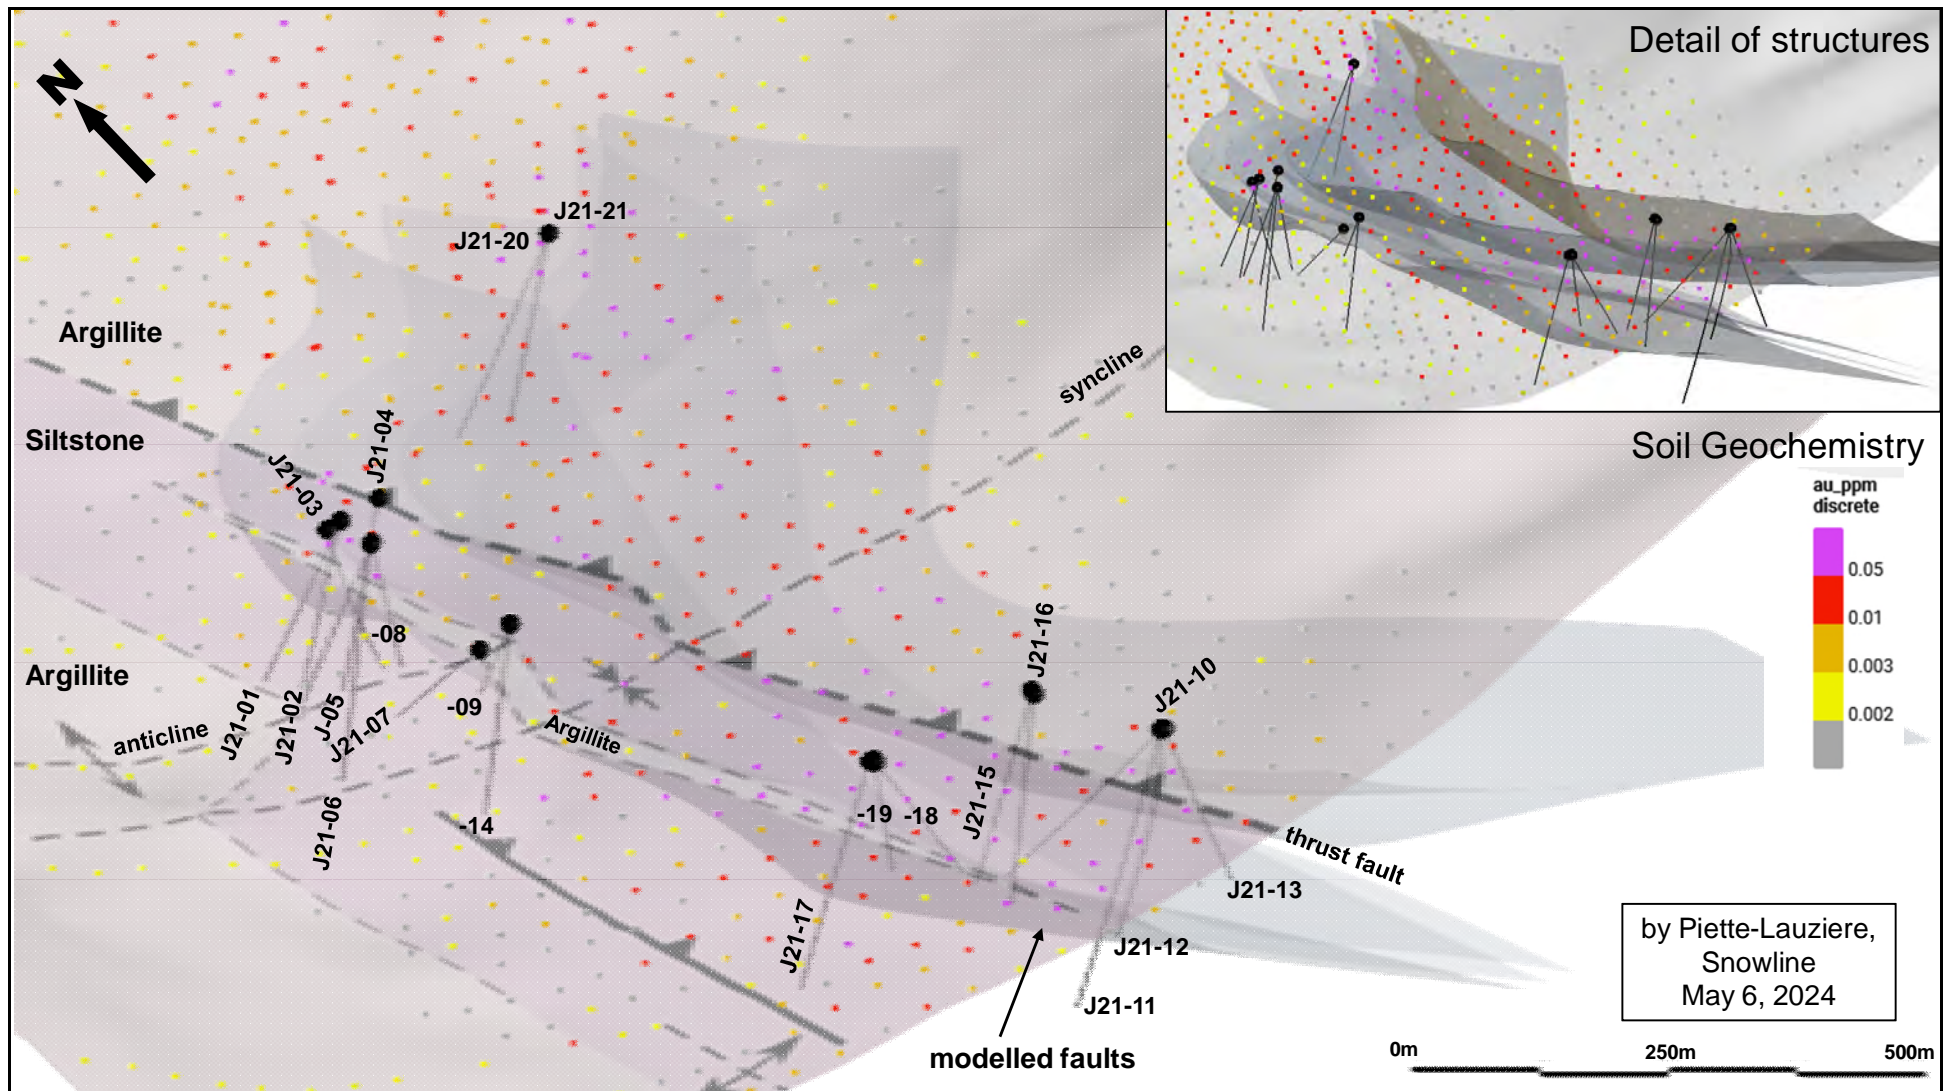 Detail of structures
N
J21-21
J21-20
Argillite
syncline
Siltstone
J21-04
J21-03
Soil Geochemistry
au_ppm
discrete
0.05
0.01
0.003
0.002
J21-16
-08
J21-10
Argillite
-09
J21-01
J21-02
J-05
J21-07
anticline
Argillite
J21-15
-19
-18
J21-06
-14
thrust fault
J21-13
J21-17
J21-12
J21-11
modelled faults
by Piette-Lauziere,
Snowline
May 6, 2024
0m
250m
500m